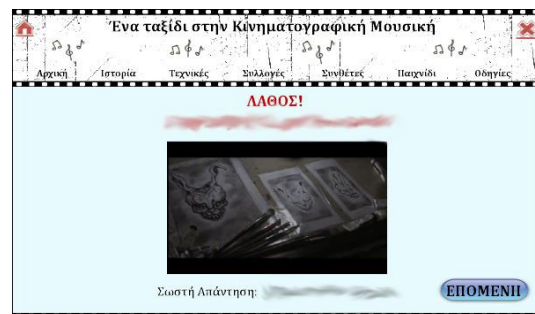 Ένα ταξίδι στην Κινηματογραφική Μουσική
Αρχική Ιστορία Τεχνικές Συλλογές Συνθέτες Παιχνίδι Οδηγίες
ΛΑΘΟΣ!
Σωστή Απάντηση:
ΕΠΟΜΕΝΗ